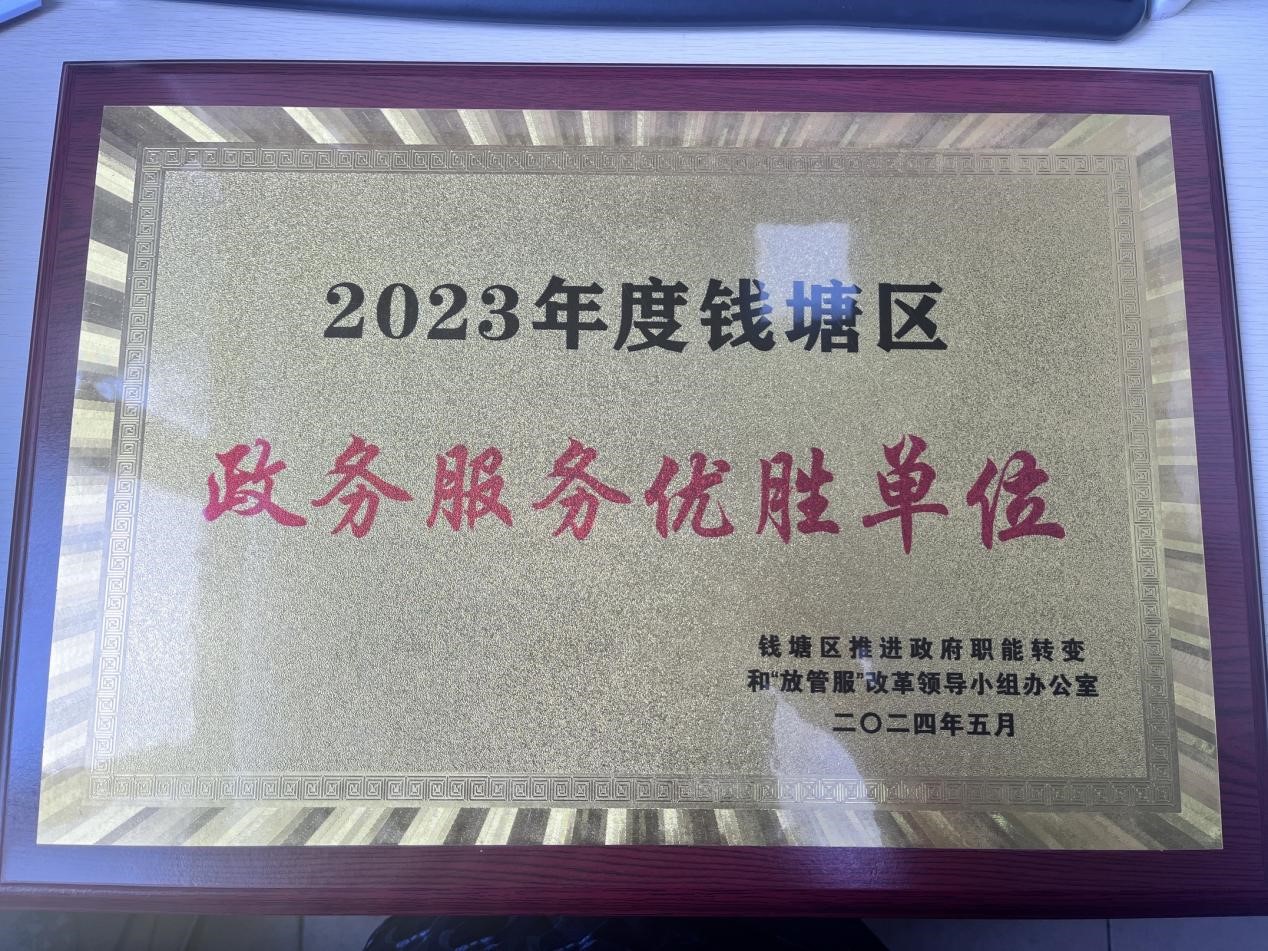 2023年度钱塘区
政务服务优胜单位
钱塘区推进政府职能转变
和“放管服”改革领导小组办公室
二〇二四年五月